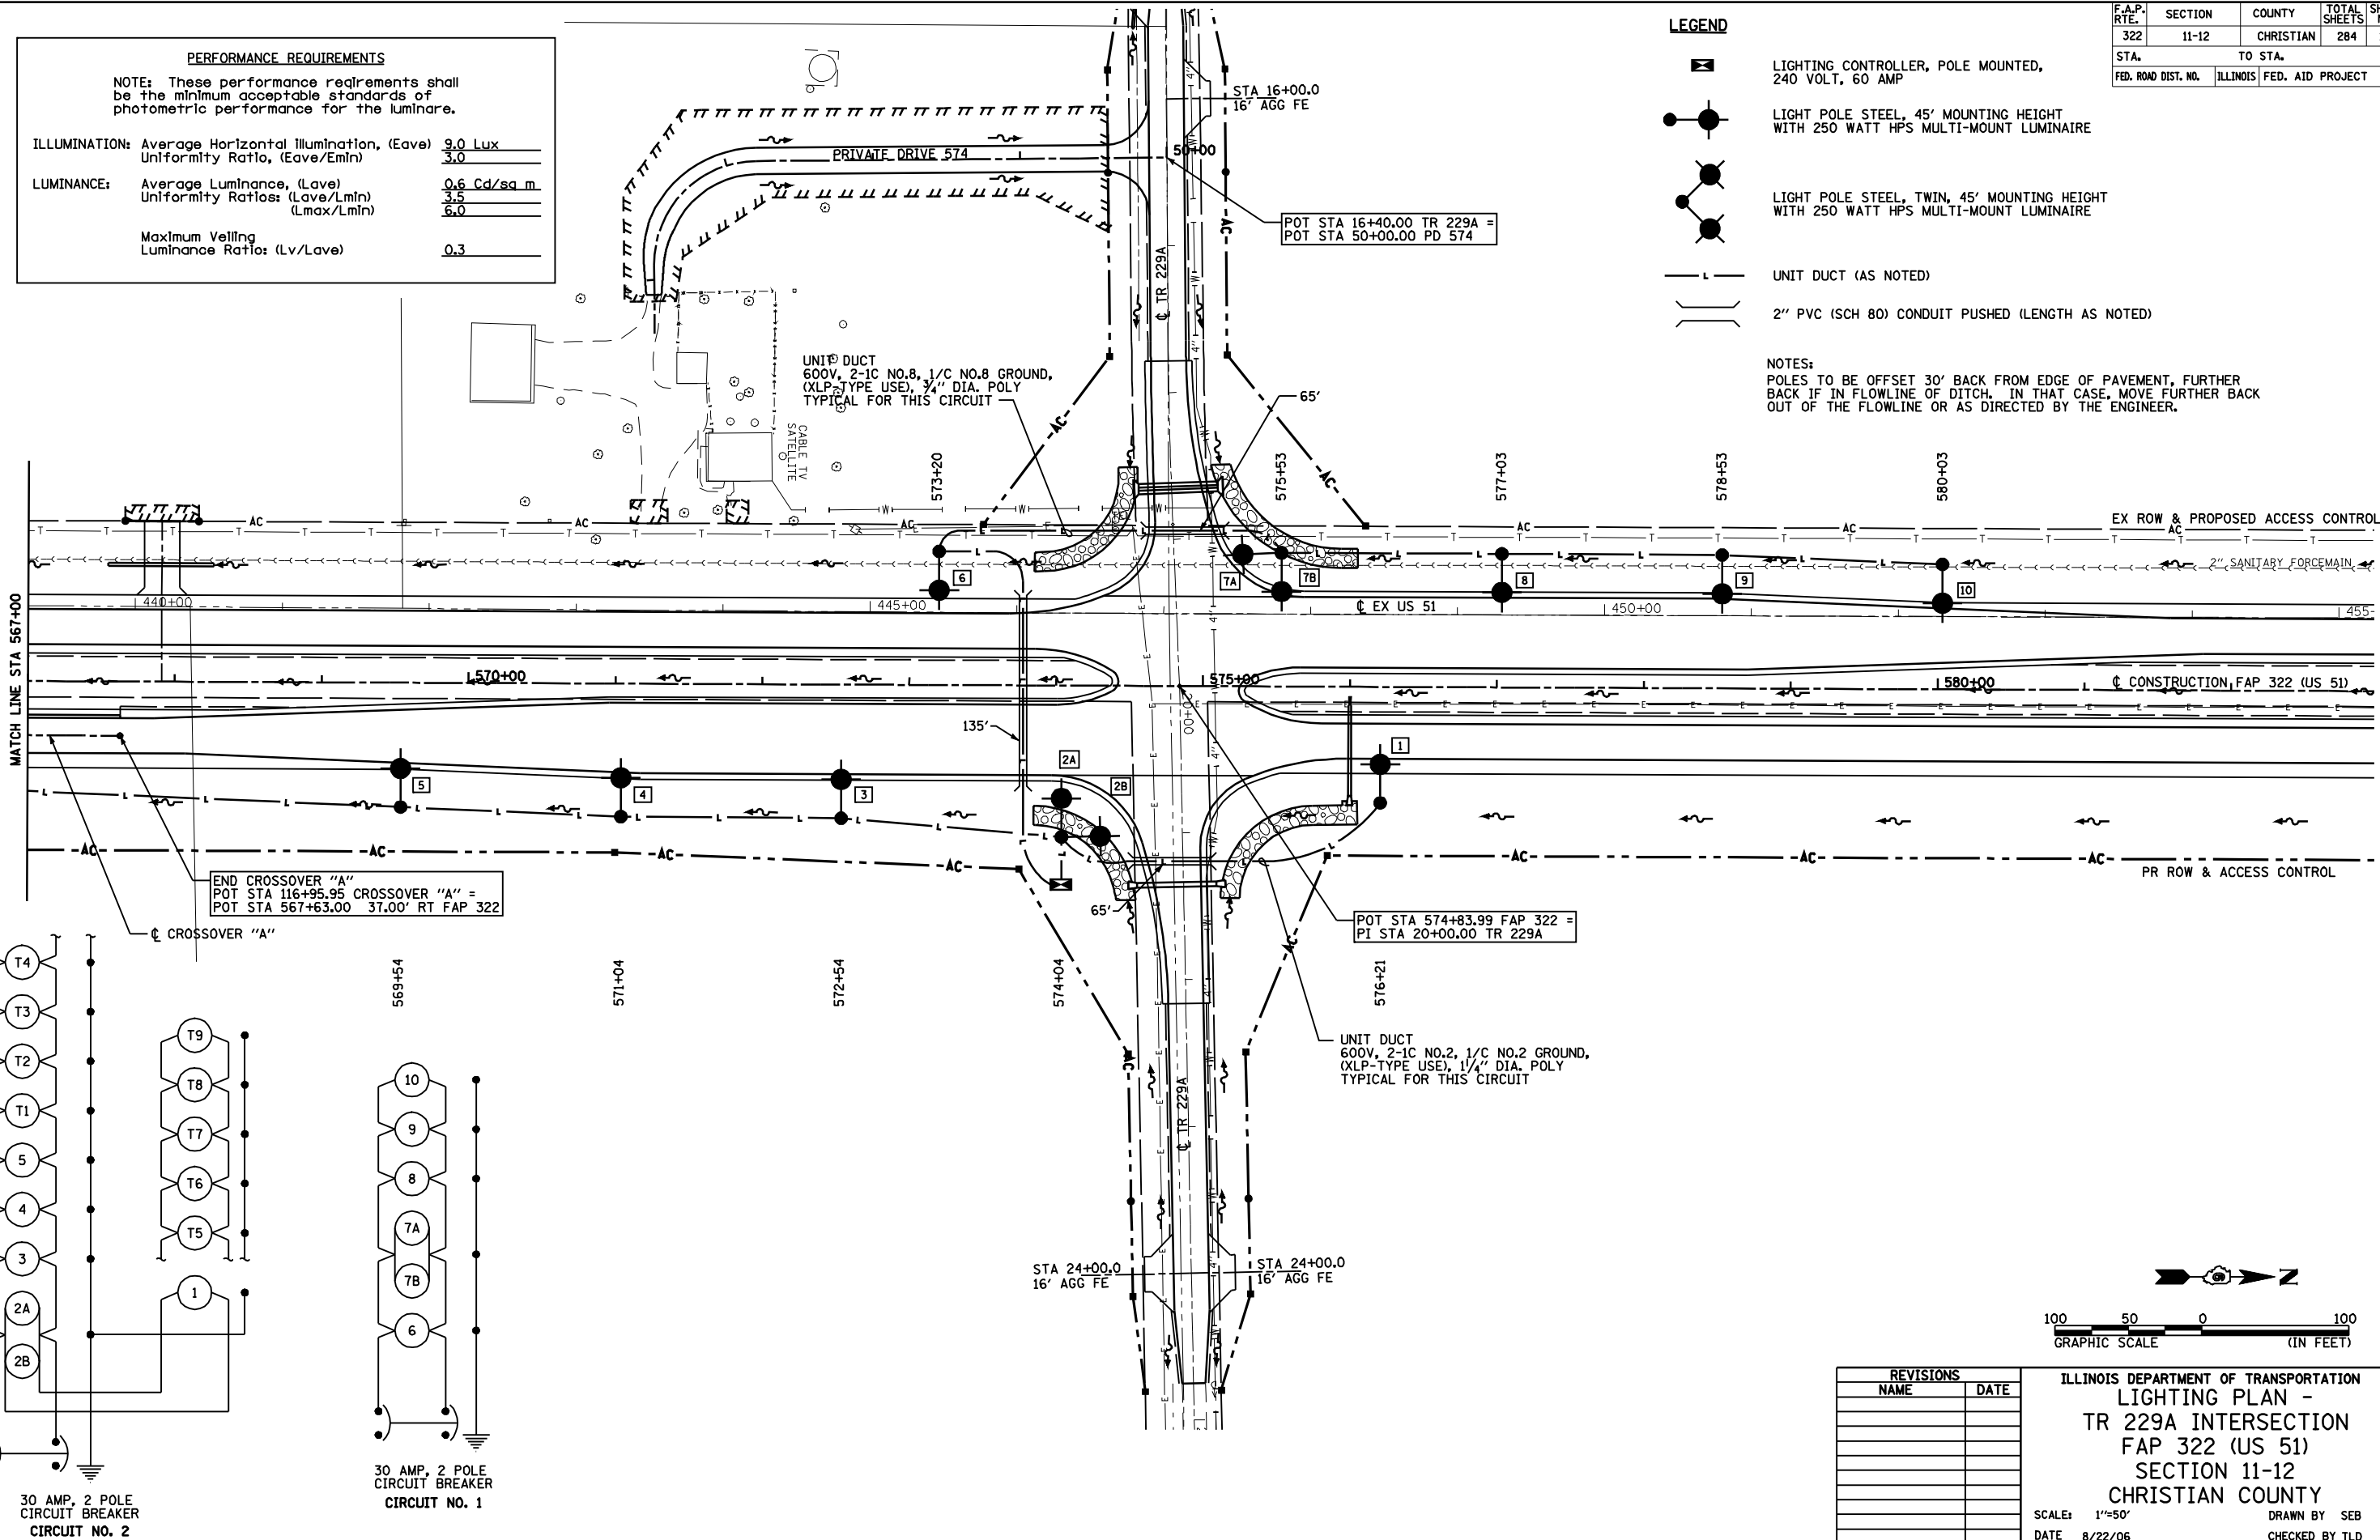 PERFORMANCE REQUIREMENTS
NOTE: These performance reqirements shall
be the minimum acceptable standards of
photometric performance for the luminare.
ILLUMINATION: Average Horizontal Illumination, (Eave) 9.0 Lux
Uniformity Ratio, (Eave/Emin) 3.0
LUMINANCE: Average Luminance, (Lave) 0.6 Cd/sq m
Uniformity Ratios: (Lave/Lmin) 3.5
(Lmax/Lmin) 6.0
Maximum Veiling
Luminance Ratio: (Lv/Lave) 0.3
LEGEND
LIGHTING CONTROLLER, POLE MOUNTED,
240 VOLT, 60 AMP
LIGHT POLE STEEL, 45' MOUNTING HEIGHT
WITH 250 WATT HPS MULTI-MOUNT LUMINAIRE
LIGHT POLE STEEL, TWIN, 45' MOUNTING HEIGHT
WITH 250 WATT HPS MULTI-MOUNT LUMINAIRE
L UNIT DUCT (AS NOTED)
2" PVC (SCH 80) CONDUIT PUSHED (LENGTH AS NOTED)
NOTES:
POLES TO BE OFFSET 30' BACK FROM EDGE OF PAVEMENT, FURTHER
BACK IF IN FLOWLINE OF DITCH. IN THAT CASE, MOVE FURTHER BACK
OUT OF THE FLOWLINE OR AS DIRECTED BY THE ENGINEER.
F.A.P. RTE. SECTION COUNTY TOTAL SHEETS
322 11-12 CHRISTIAN 284
STA. TO STA.
FED. ROAD DIST. NO. ILLINOIS FED. AID PROJECT
STA 16+00.0
16' AGG FE
PRIVATE DRIVE 574
50+00
POT STA 16+40.00 TR 229A =
POT STA 50+00.00 PD 574
℄ TR 229A
UNIT DUCT
600V, 2-1C NO.8, 1/C NO.8 GROUND,
(XLP-TYPE USE), ¾" DIA. POLY
TYPICAL FOR THIS CIRCUIT
CABLE TV
SATELLITE
65'
573+20
575+53
577+03
578+53
580+03
EX ROW & PROPOSED ACCESS CONTROL
2" SANITARY FORCEMAIN
6
7A
7B
8
9
10
440+00
445+00
℄ EX US 51
450+00
455
MATCH LINE STA 567+00
570+00
575+00
580+00
℄ CONSTRUCTION FAP 322 (US 51)
20+00
135'
5
4
3
2A
2B
1
END CROSSOVER "A"
POT STA 116+95.95 CROSSOVER "A" =
POT STA 567+63.00 37.00' RT FAP 322
℄ CROSSOVER "A"
65'
PR ROW & ACCESS CONTROL
POT STA 574+83.99 FAP 322 =
PI STA 20+00.00 TR 229A
569+54
571+04
572+54
574+04
576+21
UNIT DUCT
600V, 2-1C NO.2, 1/C NO.2 GROUND,
(XLP-TYPE USE), 1¼" DIA. POLY
TYPICAL FOR THIS CIRCUIT
℄ TR 229A
STA 24+00.0
16' AGG FE
STA 24+00.0
16' AGG FE
T4
T3
T2
T1
5
4
3
2A
2B
T9
T8
T7
T6
T5
1
30 AMP, 2 POLE
CIRCUIT BREAKER
CIRCUIT NO. 2
10
9
8
7A
7B
6
30 AMP, 2 POLE
CIRCUIT BREAKER
CIRCUIT NO. 1
100 50 0 100
GRAPHIC SCALE (IN FEET)
REVISIONS
NAME DATE
ILLINOIS DEPARTMENT OF TRANSPORTATION
LIGHTING PLAN -
TR 229A INTERSECTION
FAP 322 (US 51)
SECTION 11-12
CHRISTIAN COUNTY
SCALE: 1"=50' DRAWN BY SEB
DATE 8/22/06 CHECKED BY TLD